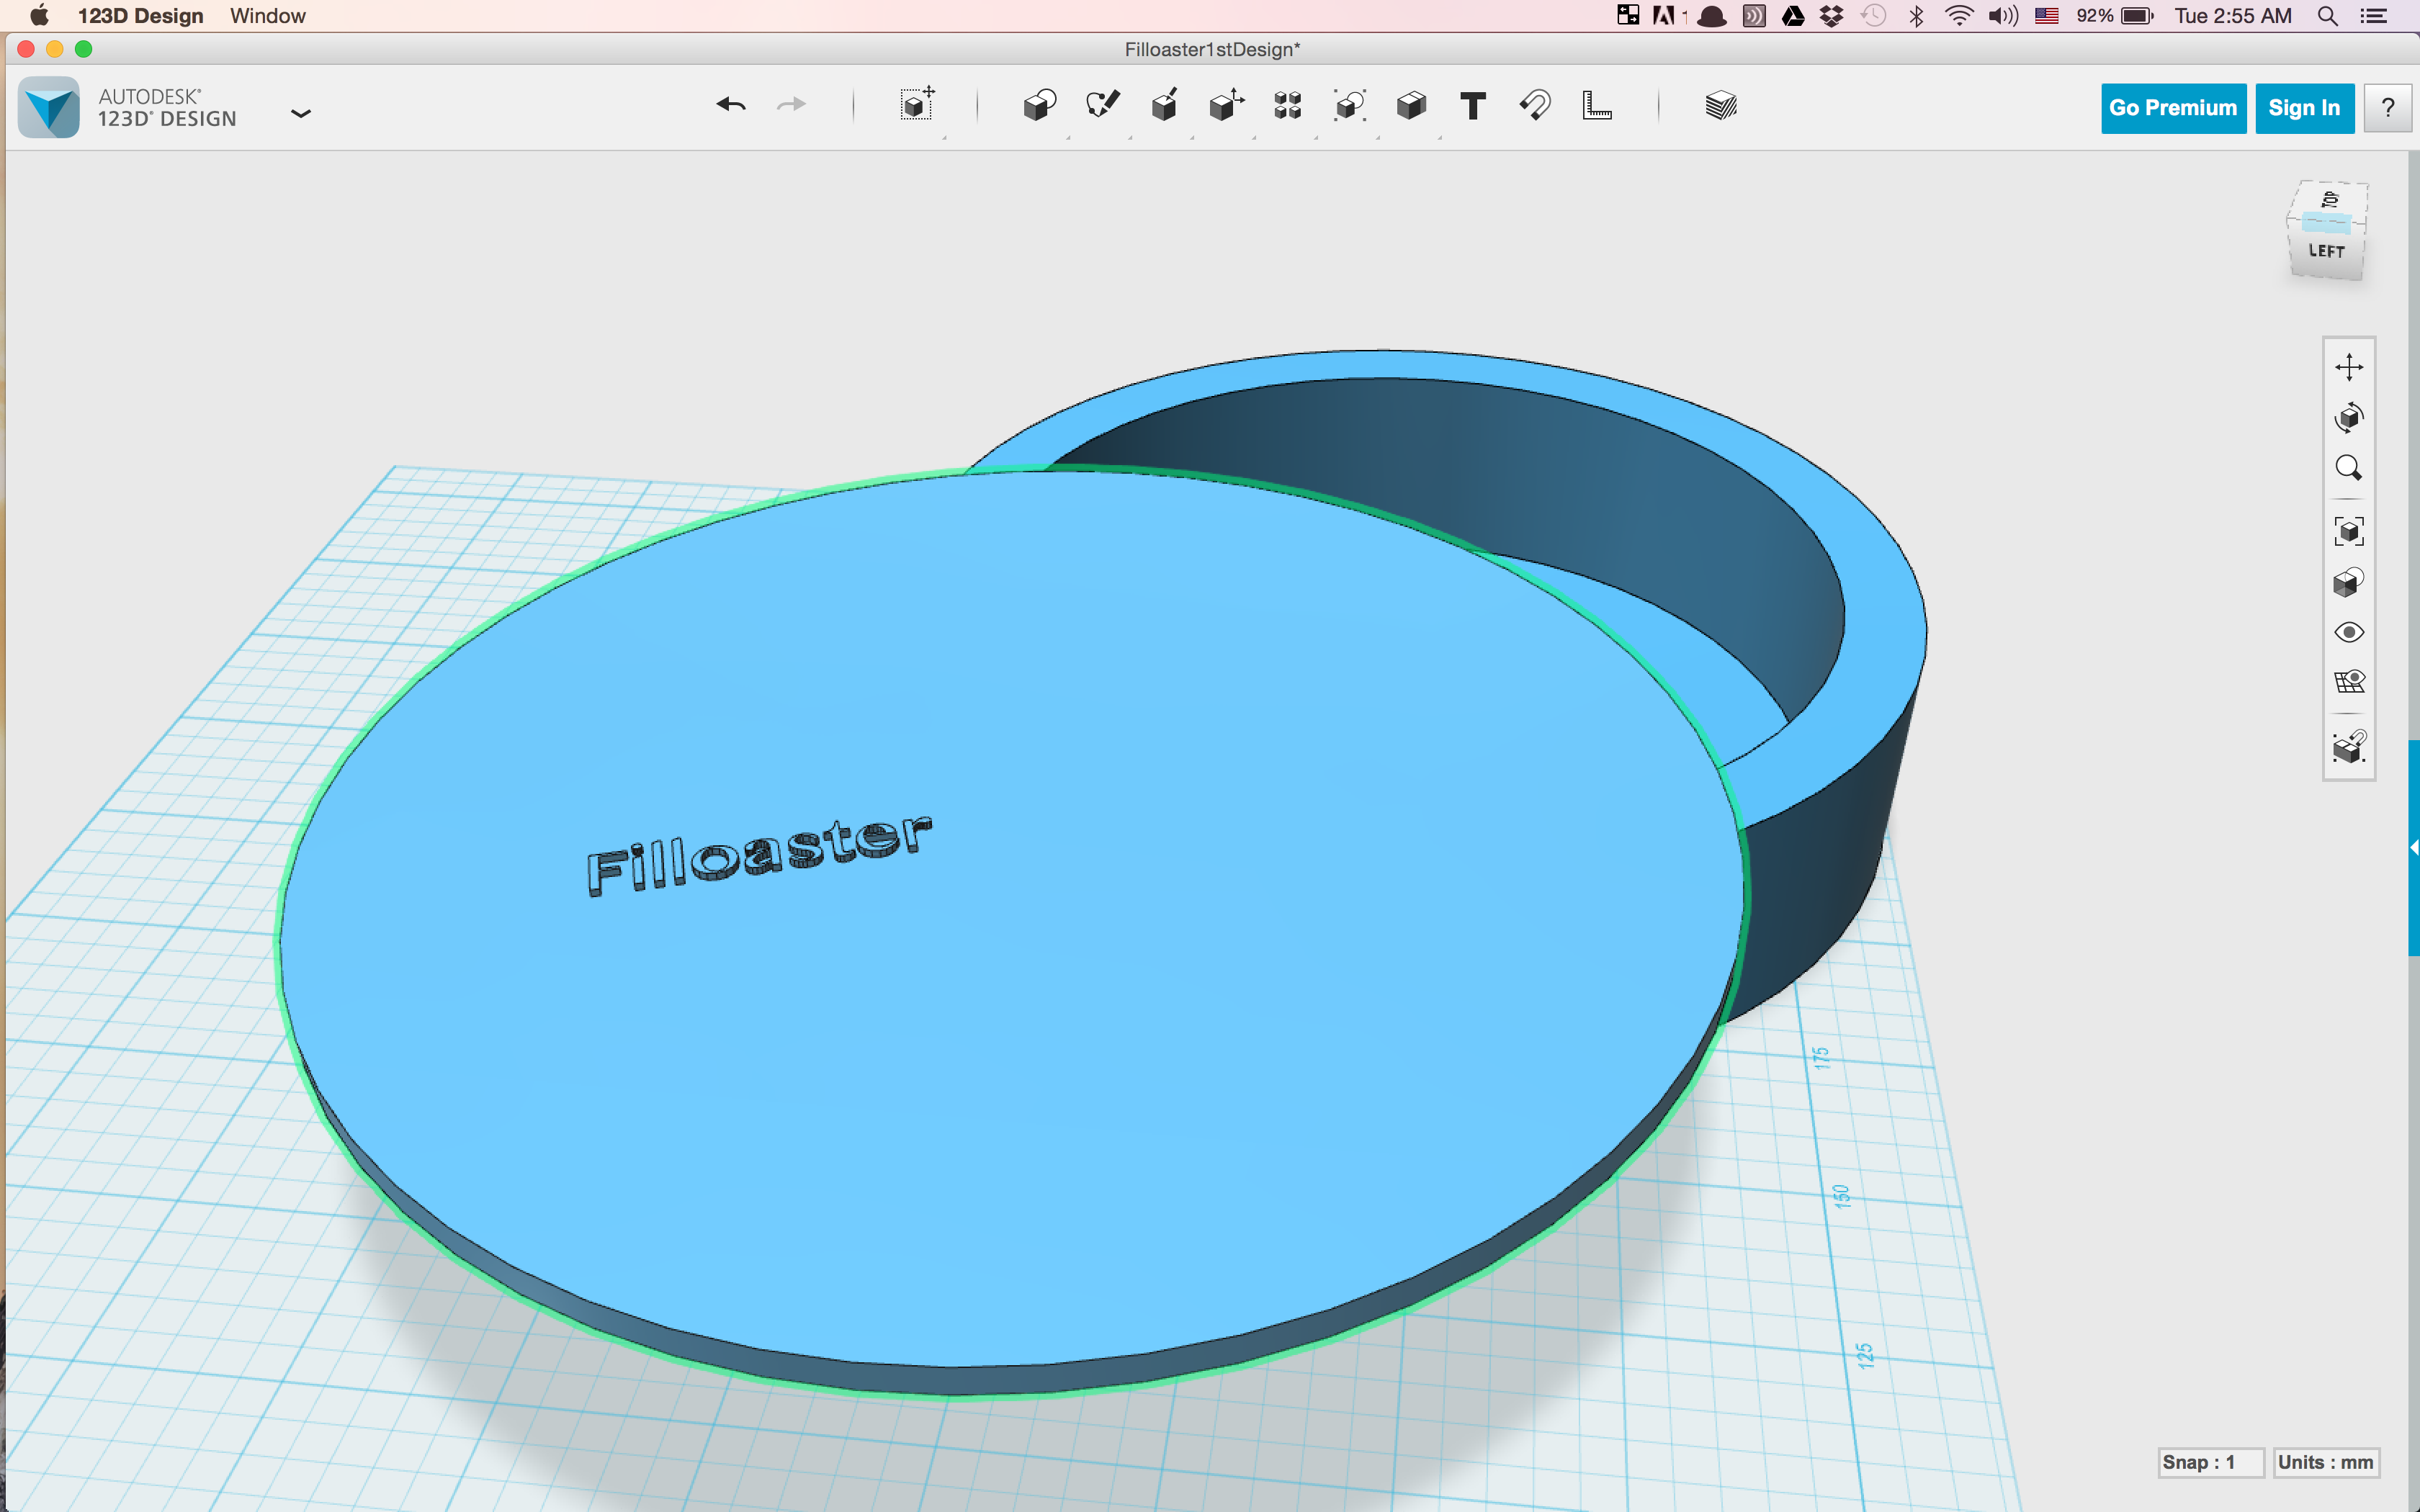 123D Design Window
92% Tue 2:55 AM
Filloaster1stDesign*
AUTODESK®
123D® DESIGN
T
Go Premium
Sign In
?
TOP
LEFT
Filloaster
175
150
125
Snap : 1
Units : mm